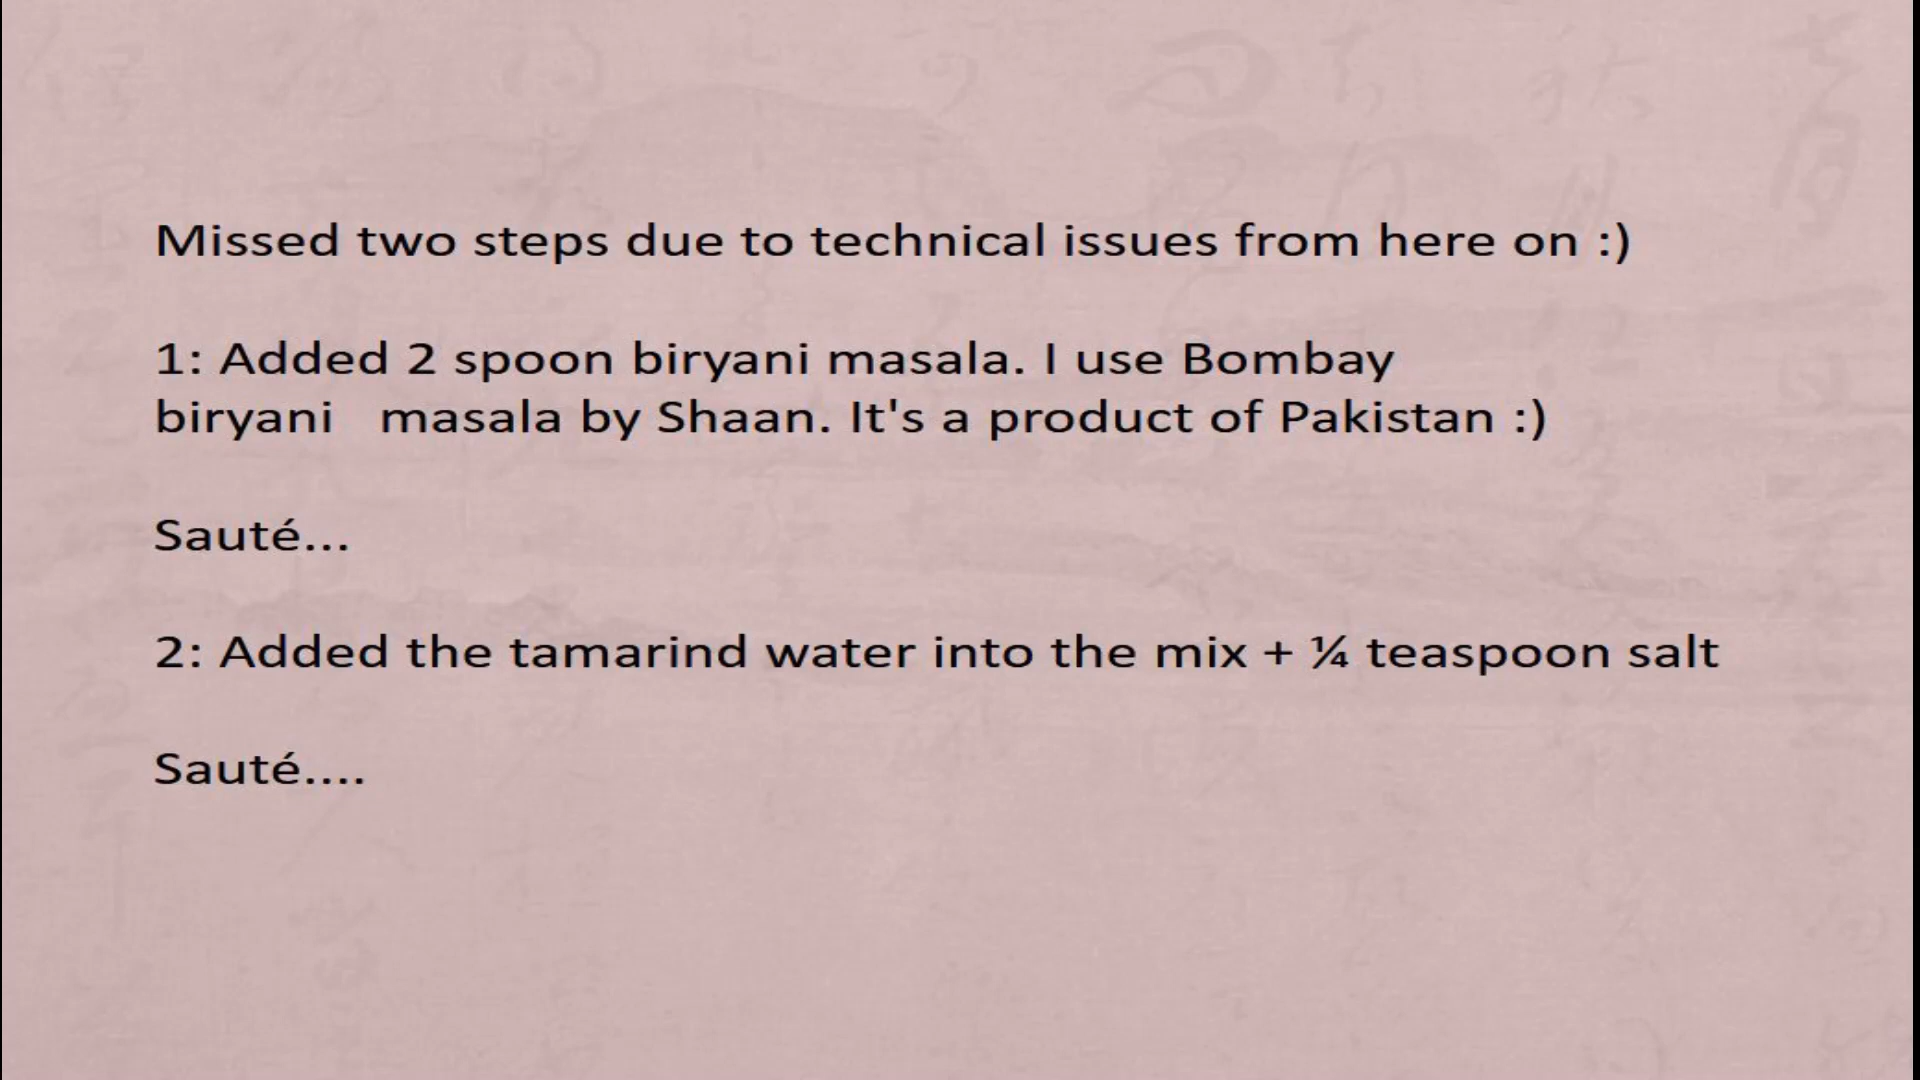 Missed two steps due to technical issues from here on :)
1: Added 2 spoon biryani masala. I use Bombay
biryani   masala by Shaan. It's a product of Pakistan :)
Sauté...
2: Added the tamarind water into the mix + ¼ teaspoon salt
Sauté....